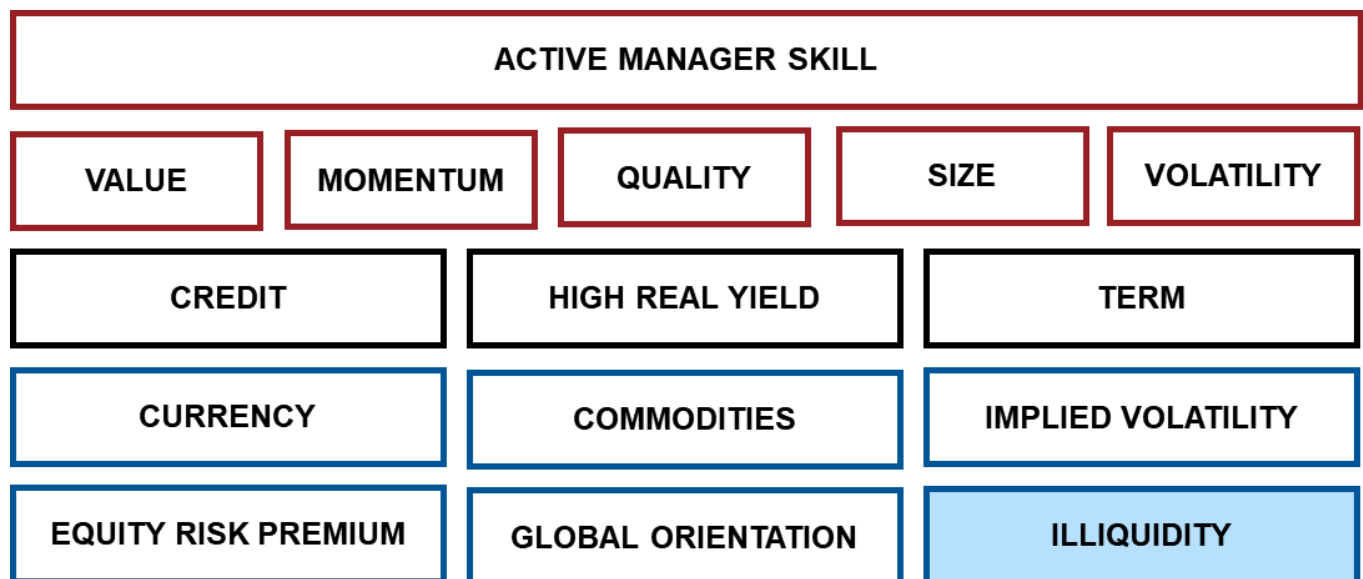 ACTIVE MANAGER SKILL
VALUE
MOMENTUM
QUALITY
SIZE
VOLATILITY
CREDIT
HIGH REAL YIELD
TERM
CURRENCY
COMMODITIES
IMPLIED VOLATILITY
EQUITY RISK PREMIUM
GLOBAL ORIENTATION
ILLIQUIDITY